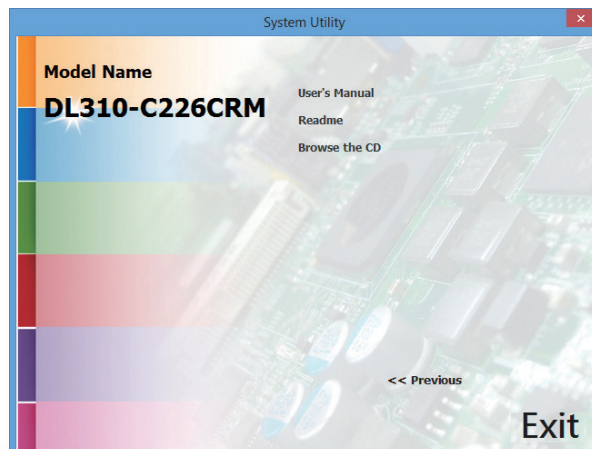 System Utility
Model Name
DL310-C226CRM
User's Manual
Readme
Browse the CD
<< Previous
Exit